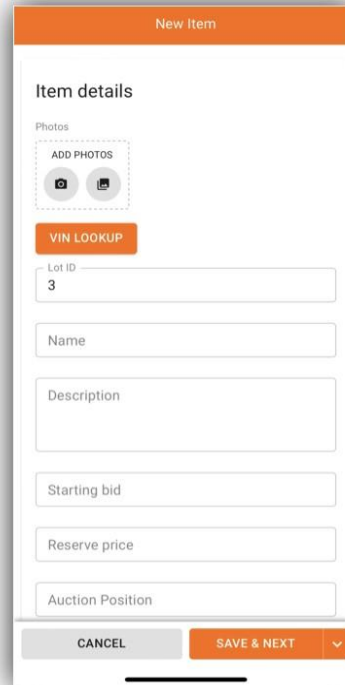 New Item
Item details
Photos
ADD PHOTOS
VIN LOOKUP
Lot ID
3
Name
Description
Starting bid
Reserve price
Auction Position
CANCEL
SAVE & NEXT